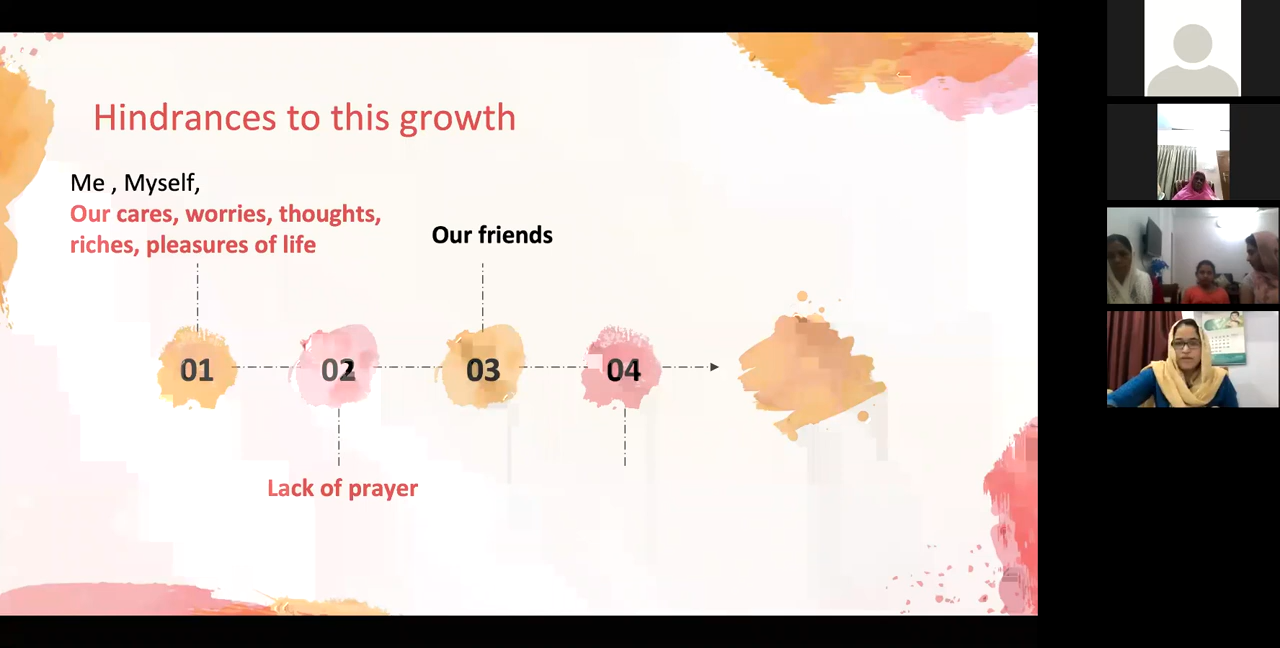 Hindrances to this growth
Me , Myself,
Our cares, worries, thoughts,
riches, pleasures of life
Our friends
01
02
03
04
Lack of prayer